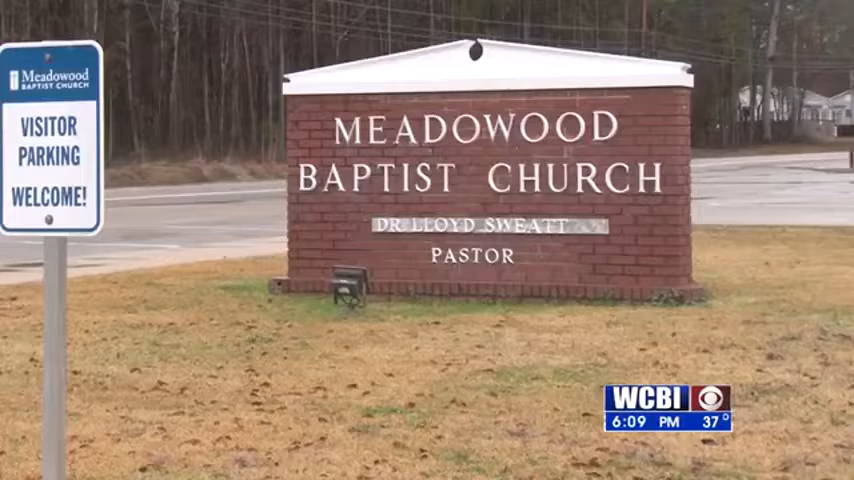 Meadowood
BAPTIST CHURCH
VISITOR
PARKING
WELCOME!
MEADOWOOD
BAPTIST CHURCH
DR. LLOYD SWEATT
PASTOR
WCBI
6:09 PM 37°